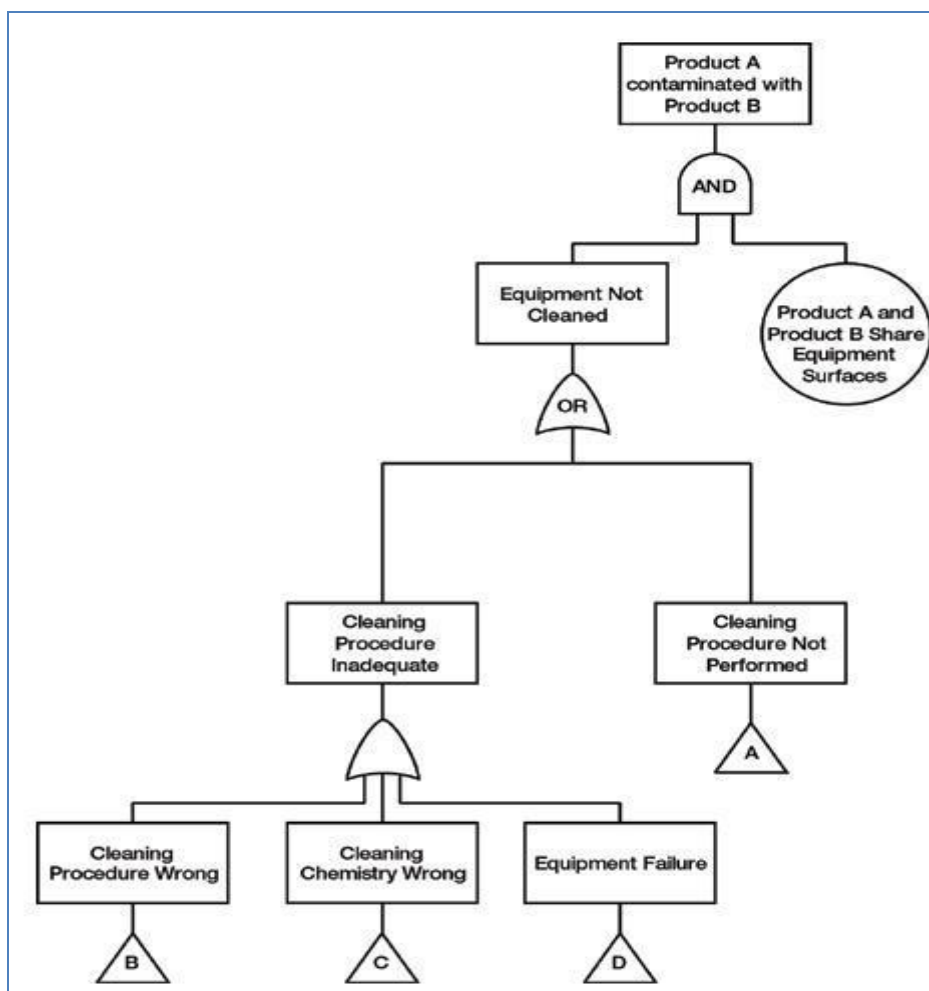 Product A
contaminated with
Product B
AND
Equipment Not
Cleaned
Product A and
Product B Share
Equipment
Surfaces
OR
Cleaning
Procedure
Inadequate
Cleaning
Procedure Not
Performed
A
Cleaning
Procedure Wrong
Cleaning
Chemistry Wrong
Equipment Failure
B
C
D